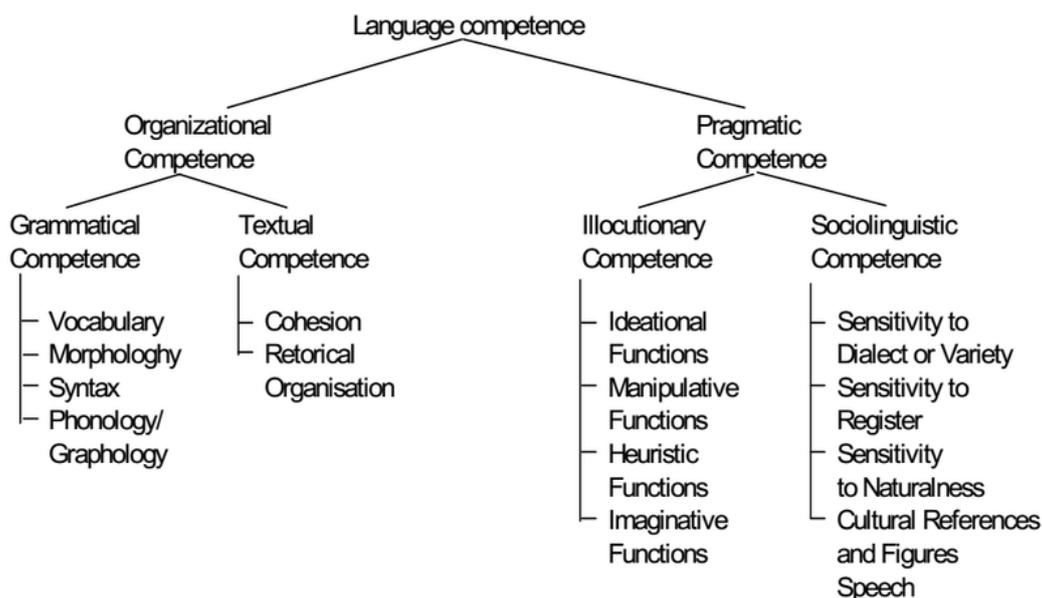 Language competence
Organizational
Competence
Pragmatic
Competence
Grammatical
Competence
Textual
Competence
Illocutionary
Competence
Sociolinguistic
Competence
Vocabulary
Morphologhy
Syntax
Phonology/
Graphology
Cohesion
Retorical
Organisation
Ideational
Functions
Manipulative
Functions
Heuristic
Functions
Imaginative
Functions
Sensitivity to
Dialect or Variety
Sensitivity to
Register
Sensitivity
to Naturalness
Cultural References
and Figures
Speech